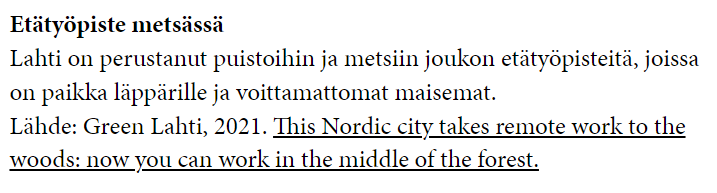 Etätyöpiste metsässä
Lahti on perustanut puistoihin ja metsiin joukon etätyöpisteitä, joissa
on paikka läppärille ja voittamattomat maisemat.
Lähde: Green Lahti, 2021. This Nordic city takes remote work to the
woods: now you can work in the middle of the forest.